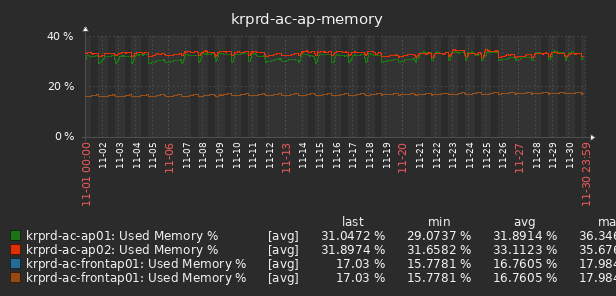 krprd-ac-ap-memory
40 %
20 %
0 %
11-01 00:00 11-02 11-03 11-04 11-05 11-06 11-07 11-08 11-09 11-10 11-11 11-12 11-13 11-14 11-15 11-16 11-17 11-18 11-19 11-20 11-21 11-22 11-23 11-24 11-25 11-26 11-27 11-28 11-29 11-30 11-30 23:59
last min avg ma
krprd-ac-ap01: Used Memory % [avg] 31.0472 % 29.0737 % 31.8914 % 36.346
krprd-ac-ap02: Used Memory % [avg] 31.8974 % 31.6582 % 33.1123 % 35.676
krprd-ac-frontap01: Used Memory % [avg] 17.03 % 15.7781 % 16.7605 % 17.984
krprd-ac-frontap01: Used Memory % [avg] 17.03 % 15.7781 % 16.7605 % 17.984